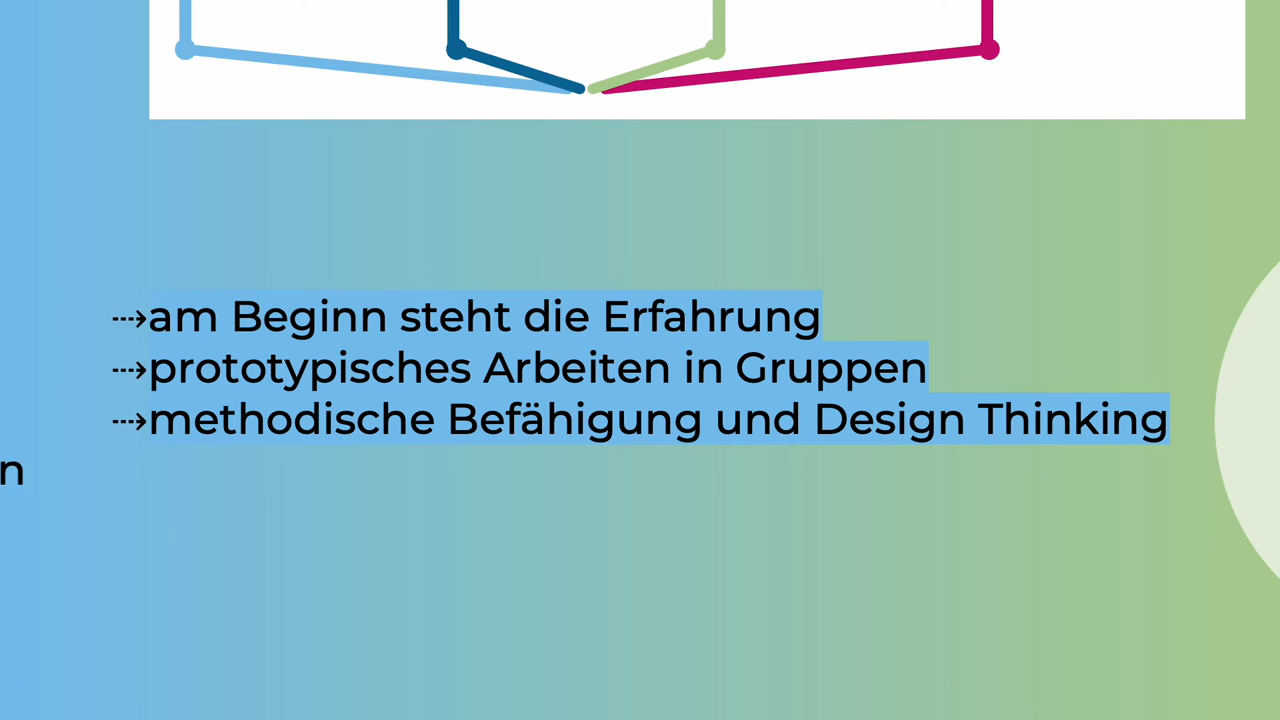 ⤑am Beginn steht die Erfahrung
⤑prototypisches Arbeiten in Gruppen
⤑methodische Befähigung und Design Thinking
n